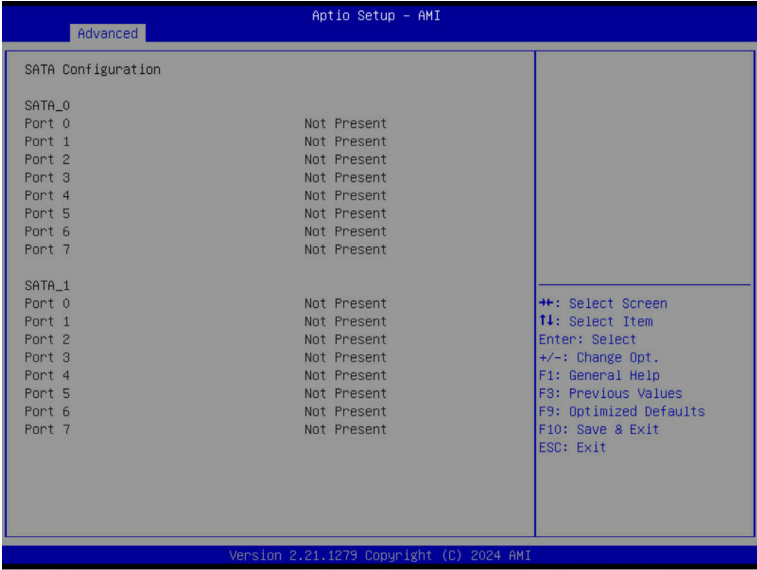 Aptio Setup – AMI
Advanced
SATA Configuration
SATA_0
Port 0 Not Present
Port 1 Not Present
Port 2 Not Present
Port 3 Not Present
Port 4 Not Present
Port 5 Not Present
Port 6 Not Present
Port 7 Not Present
SATA_1
Port 0 Not Present
Port 1 Not Present
Port 2 Not Present
Port 3 Not Present
Port 4 Not Present
Port 5 Not Present
Port 6 Not Present
Port 7 Not Present
→←: Select Screen
↑↓: Select Item
Enter: Select
+/-: Change Opt.
F1: General Help
F3: Previous Values
F9: Optimized Defaults
F10: Save & Exit
ESC: Exit
Version 2.21.1279 Copyright (C) 2024 AMI